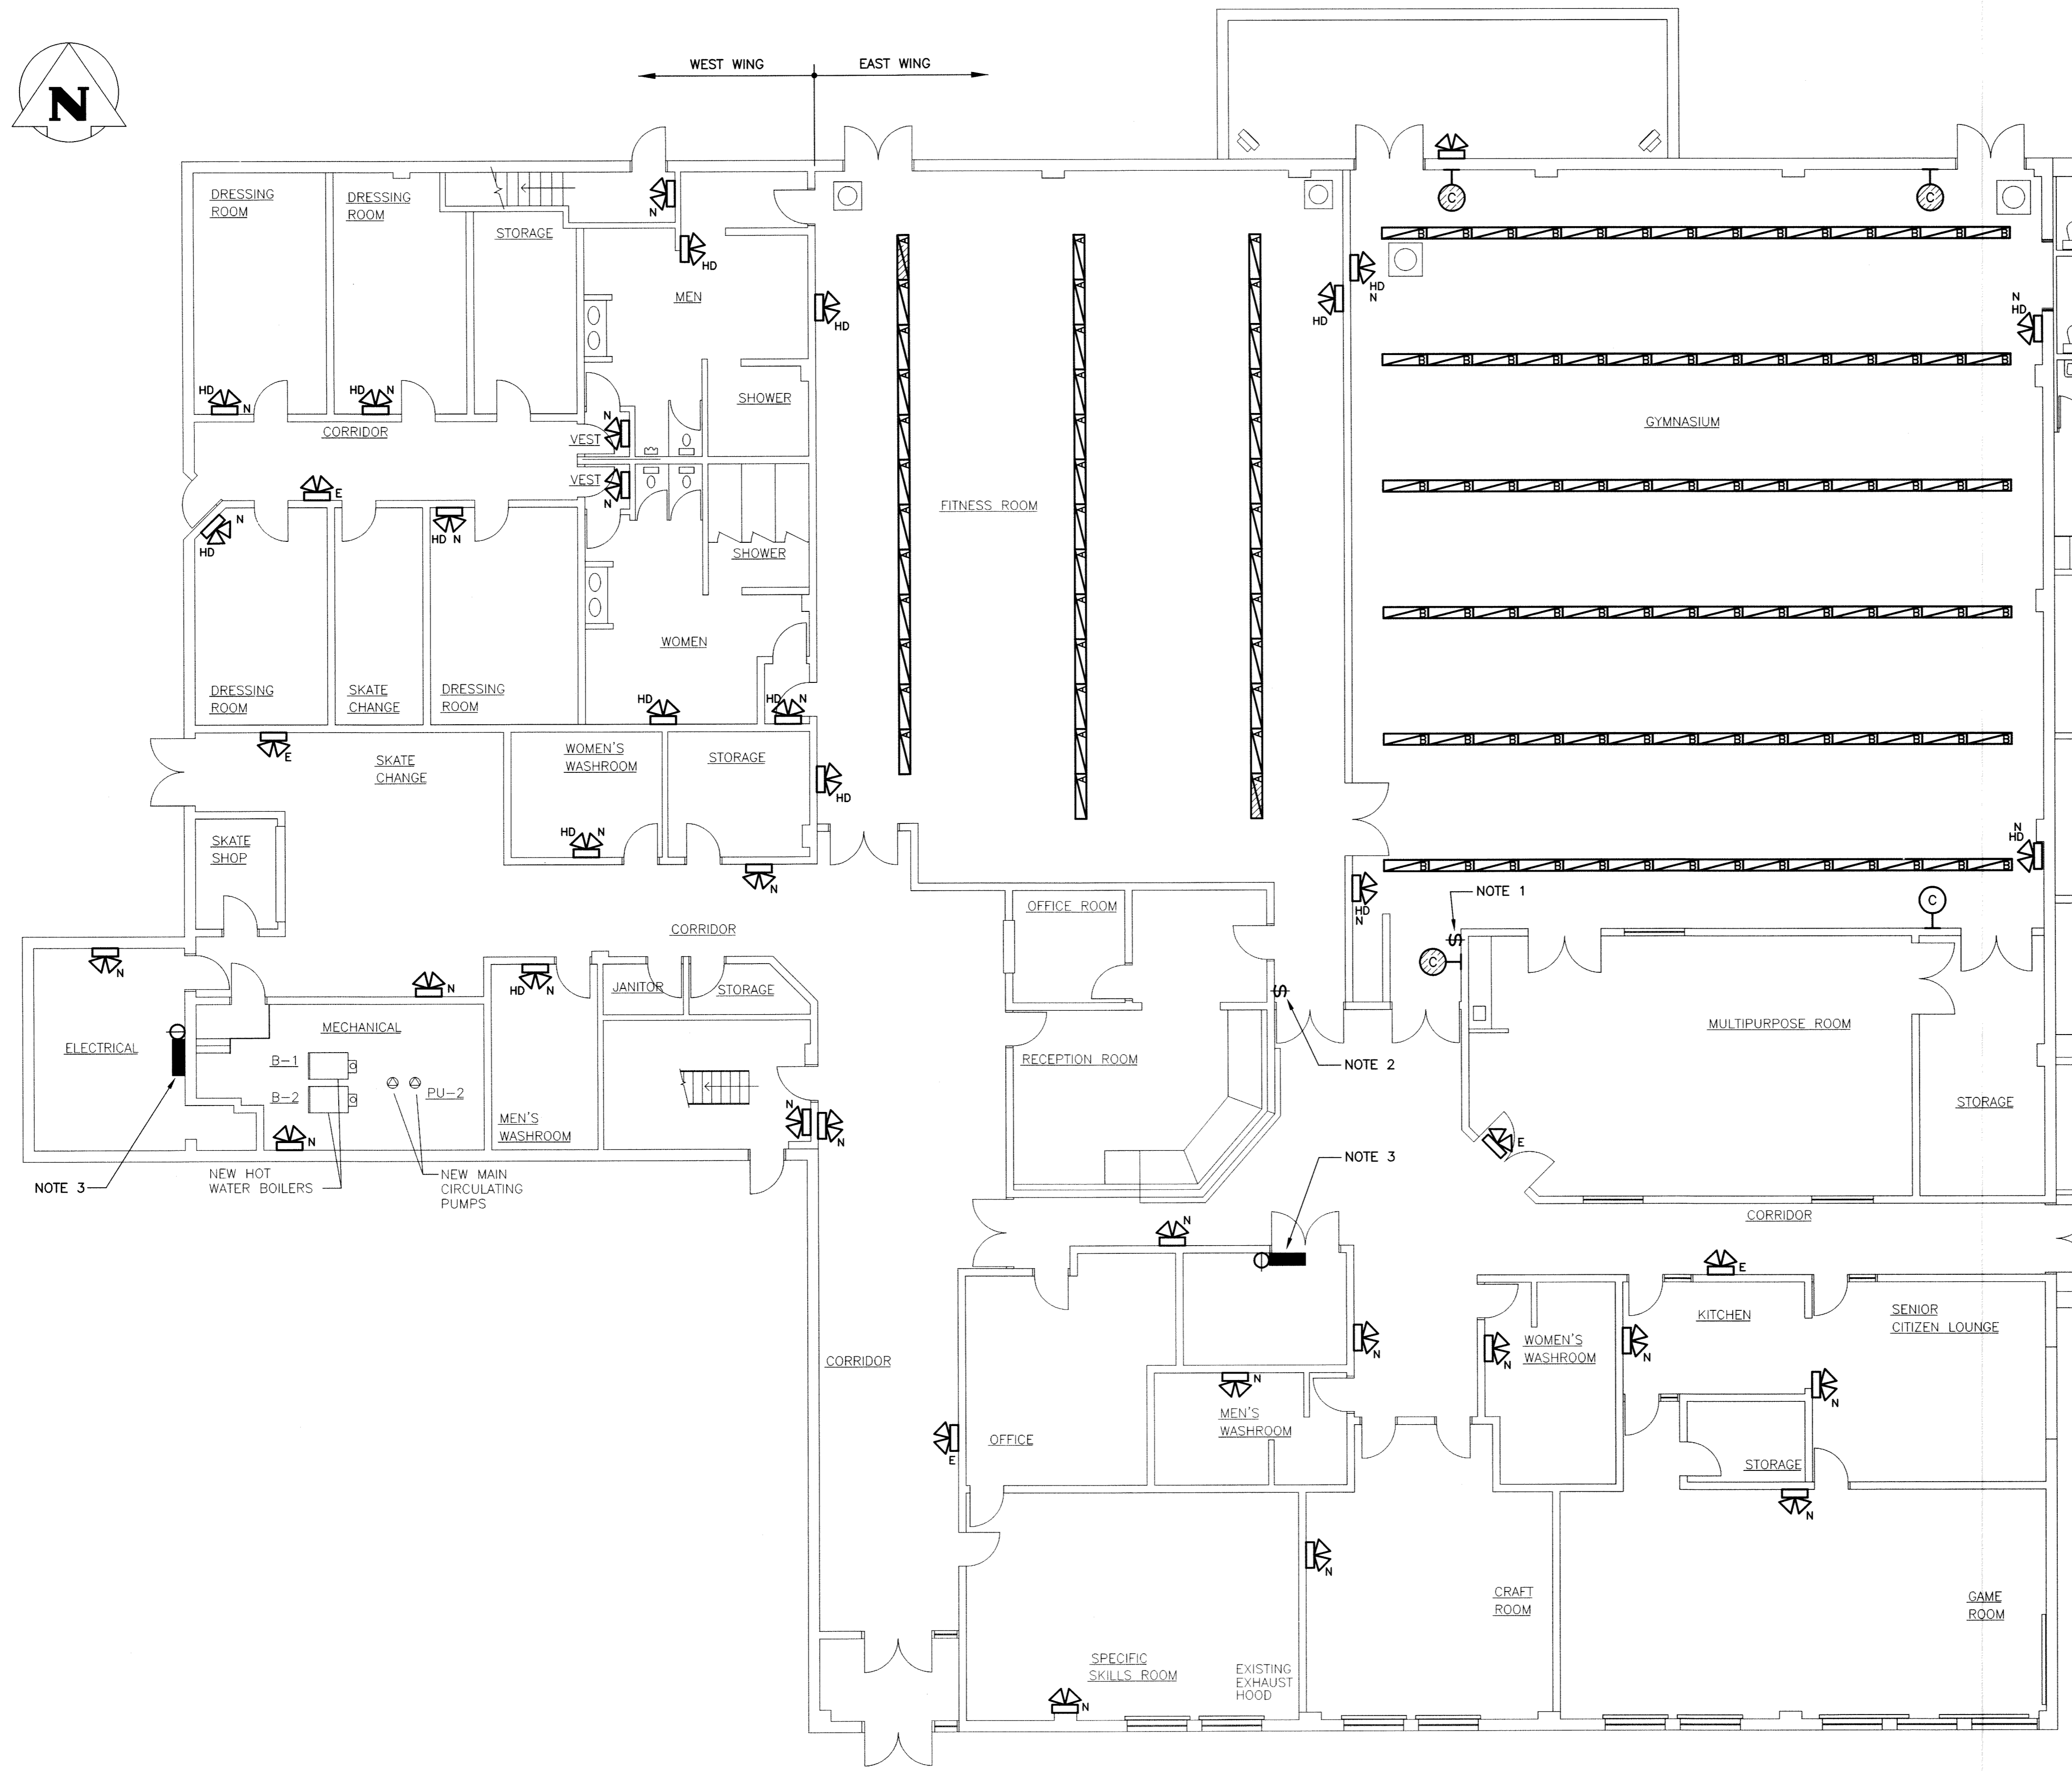 WEST WING
EAST WING
N
DRESSING
ROOM
DRESSING
ROOM
STORAGE
N
HD
MEN
HD
HD
HD
N
N
HD
C
C
GYMNASIUM
SHOWER
HD
N
HD
N
CORRIDOR
VEST
N
VEST
N
E
N
HD
HD N
FITNESS ROOM
SHOWER
WOMEN
DRESSING
ROOM
SKATE
CHANGE
DRESSING
ROOM
HD
HD
N
E
SKATE
CHANGE
WOMEN'S
WASHROOM
STORAGE
HD
HD
N
N
SKATE
SHOP
N
HD
HD
N
NOTE 1
C
C
OFFICE ROOM
CORRIDOR
N
N
HD
N
JANITOR
STORAGE
S
S
ELECTRICAL
MECHANICAL
B-1
B-2
PU-2
MEN'S
WASHROOM
RECEPTION ROOM
NOTE 2
MULTIPURPOSE ROOM
STORAGE
N
N
N
E
NOTE 3
NEW HOT
WATER BOILERS
NEW MAIN
CIRCULATING
PUMPS
NOTE 3
N
CORRIDOR
E
KITCHEN
SENIOR
CITIZEN LOUNGE
N
N
WOMEN'S
WASHROOM
N
N
CORRIDOR
N
MEN'S
WASHROOM
OFFICE
E
STORAGE
N
N
CRAFT
ROOM
GAME
ROOM
SPECIFIC
SKILLS ROOM
EXISTING
EXHAUST
HOOD
N
A A A A A A A A A A A A
A A A A A A A A A A A A A
A A A A A A A A A A A A A
B B B B B B B B B B B B B B
B B B B B B B B B B B B B B
B B B B B B B B B B B B B B
B B B B B B B B B B B B B B
B B B B B B B B B B B B B B
B B B B B B B B B B B B B B